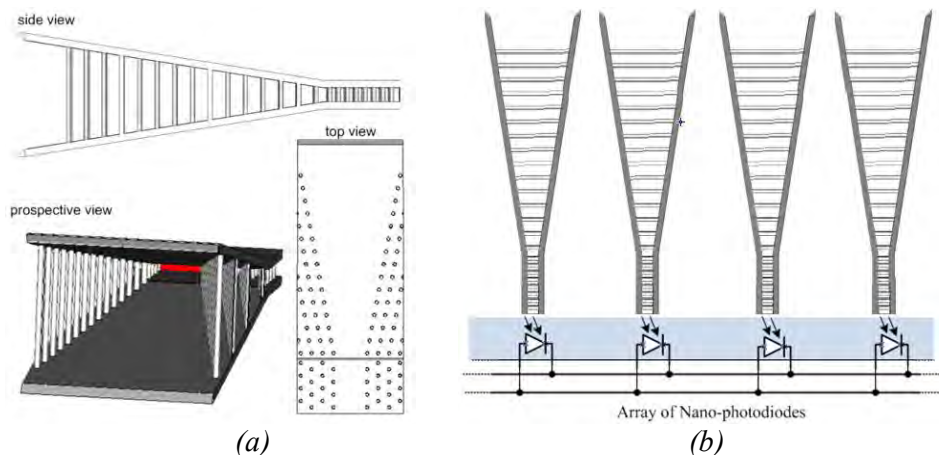 side view
top view
prospective view
(a)
Array of Nano-photodiodes
(b)